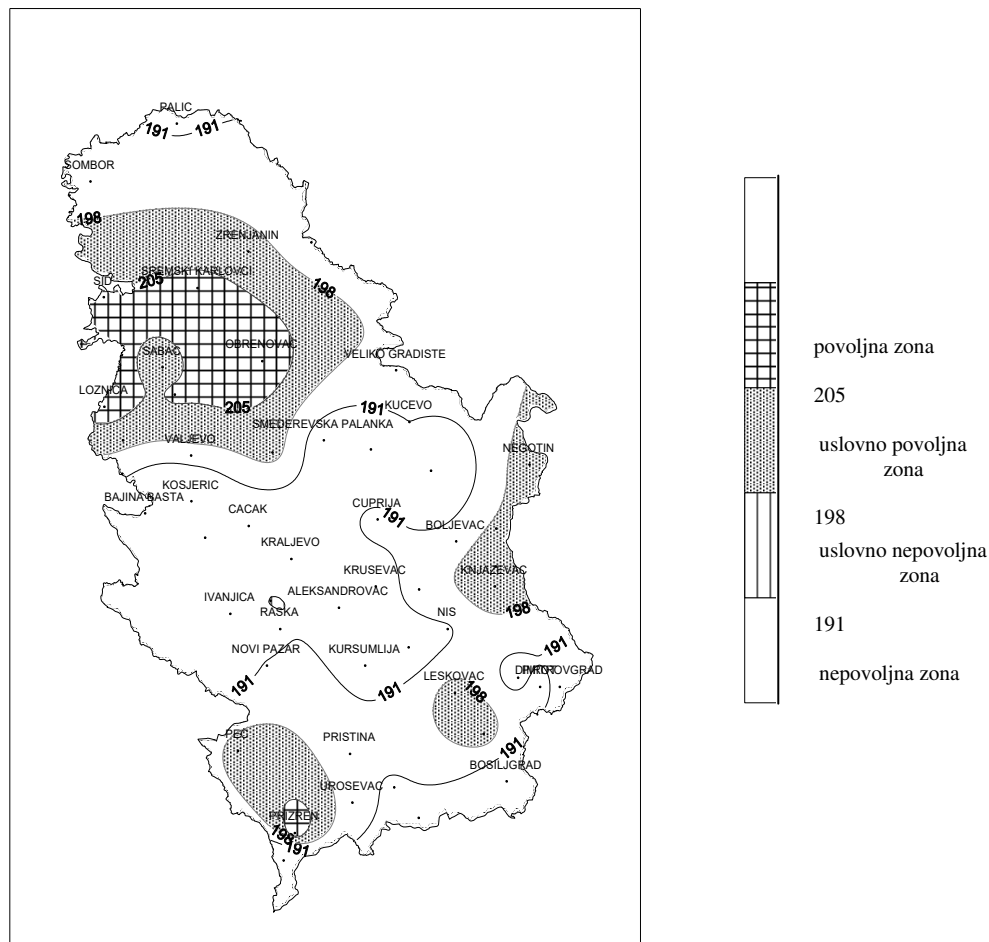 PALIC
191 191
SOMBOR
198
ZRENJANIN
SREMSKI KARLOVCI
SID
205
198
SABAC
OBRENOVAC
VELIKO GRADISTE
LOZNICA
205
191
KUCEVO
SMEDEREVSKA PALANKA
VALJEVO
NEGOTIN
KOSJERIC
BAJINA BASTA
CUPRIJA
CACAK
191
BOLJEVAC
KRALJEVO
KRUSEVAC
KNJAZEVAC
IVANJICA
ALEKSANDROVAC
RASKA
NIS
198
NOVI PAZAR
KURSUMLIJA
191
LESKOVAC
191
191
198
PEC
PRISTINA
191
BOSILJGRAD
UROSEVAC
PRIZREN
198
191
povoljna zona
205
uslovno povoljna
zona
198
uslovno nepovoljna
zona
191
nepovoljna zona